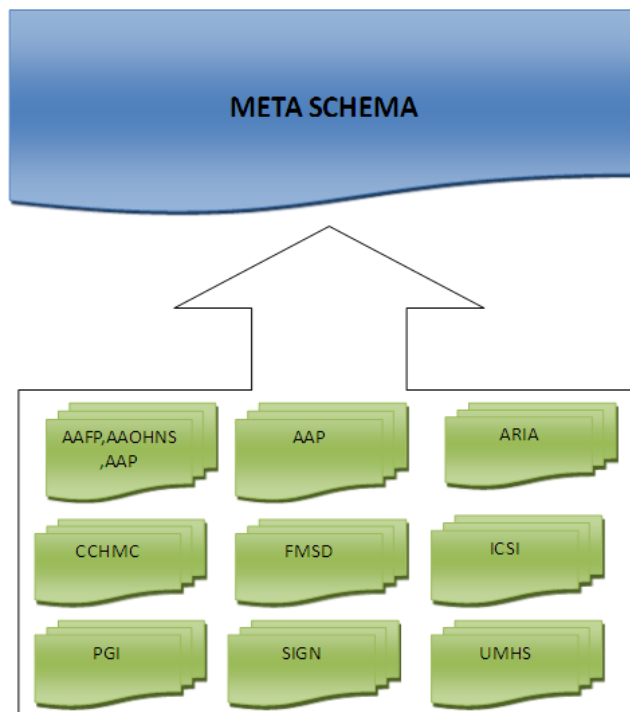 META SCHEMA
AAFP,AAOHNS
,AAP
AAP
ARIA
CCHMC
FMSD
ICSI
PGI
SIGN
UMHS